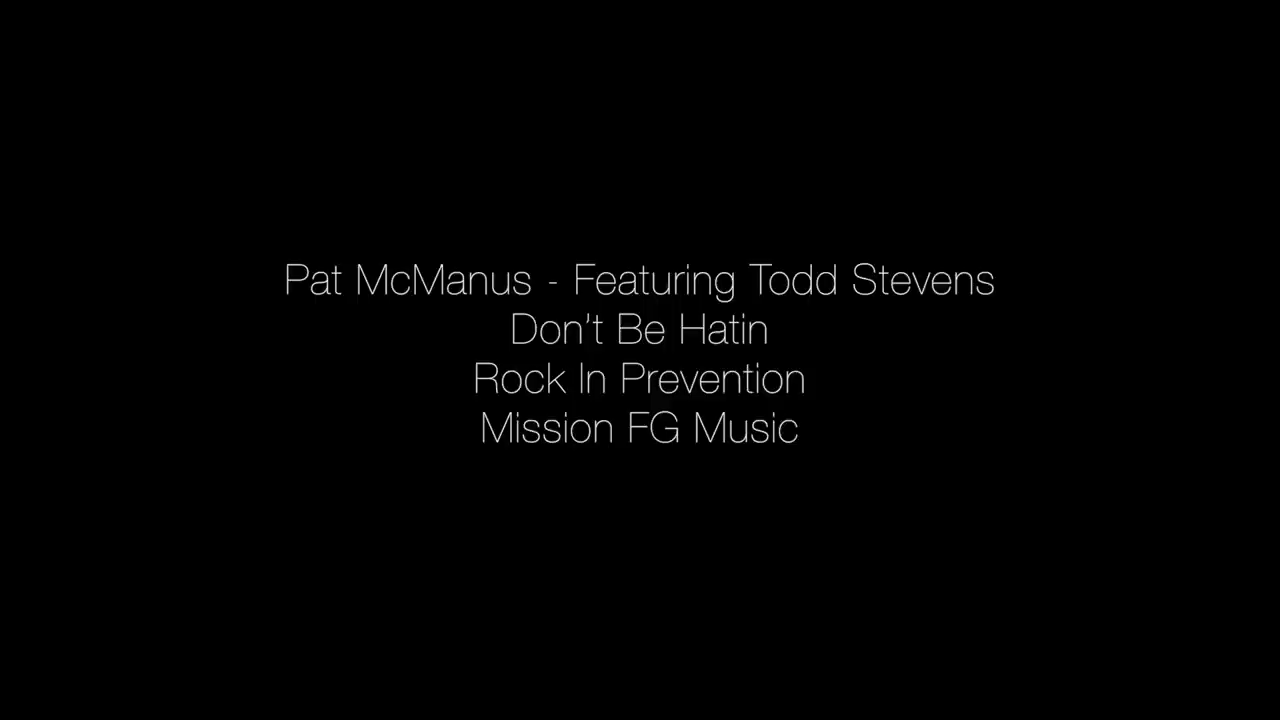 Pat McManus - Featuring Todd Stevens
Don’t Be Hatin
Rock In Prevention
Mission FG Music